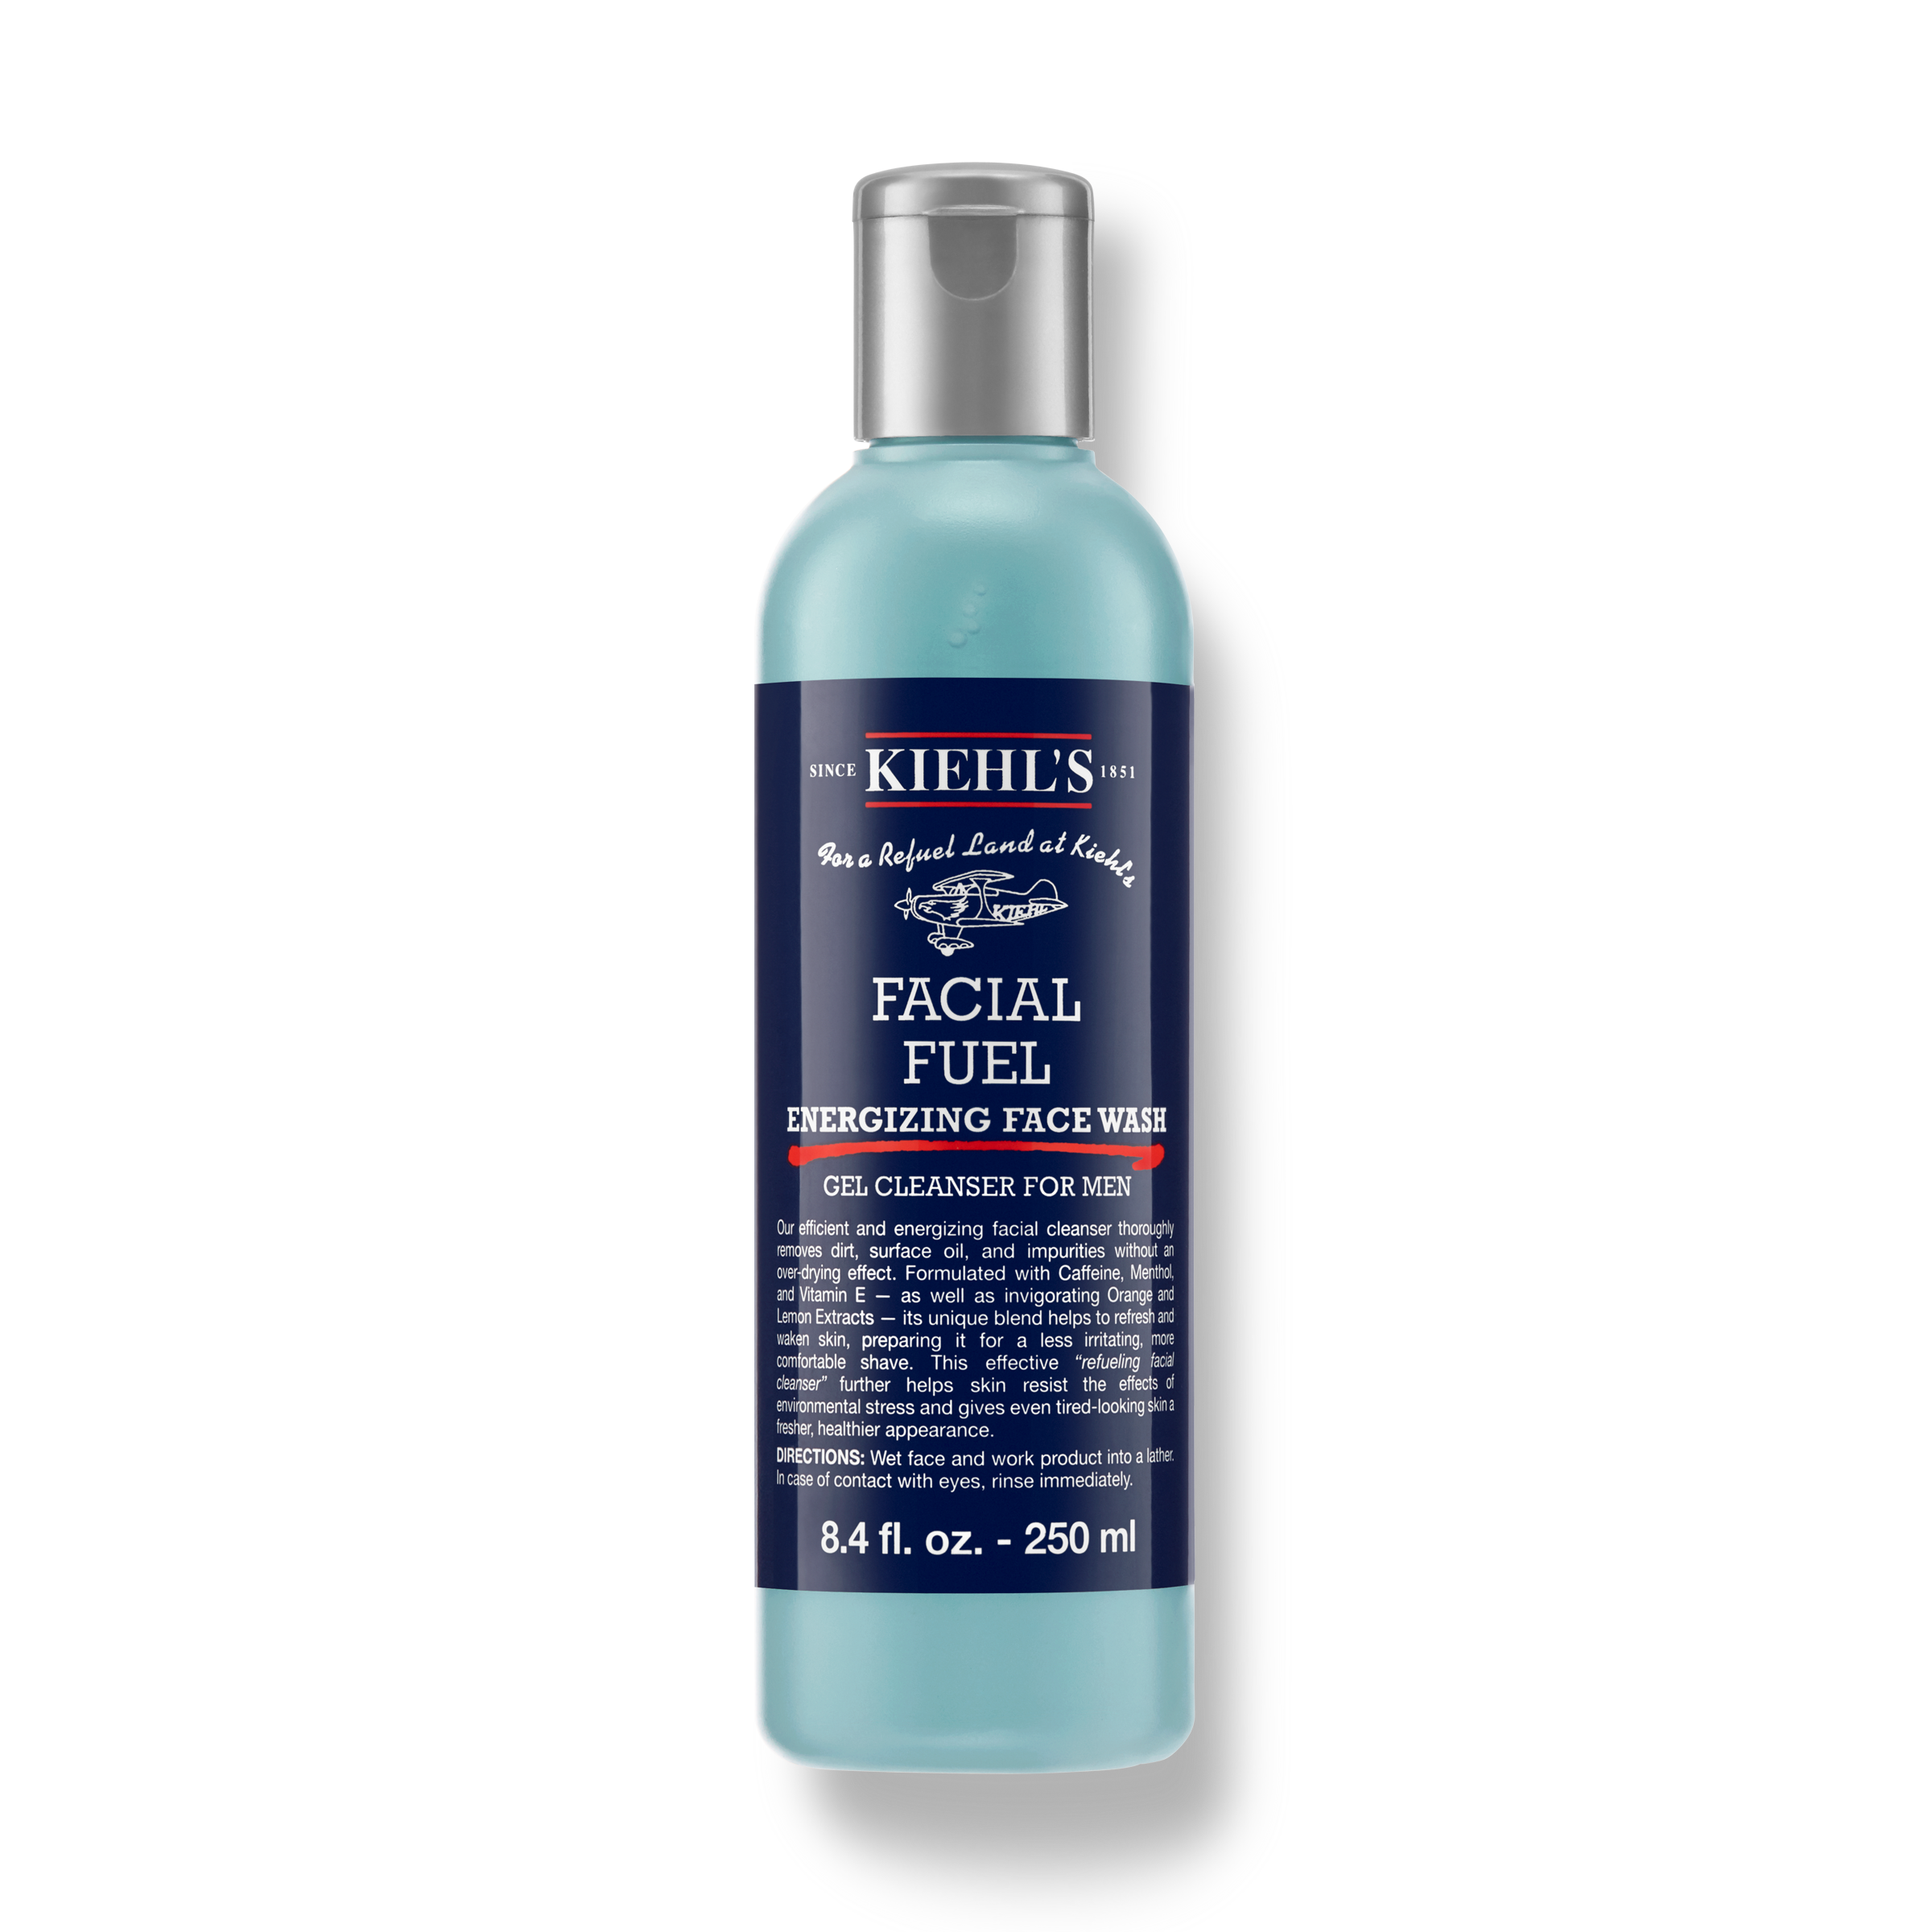 SINCE KIEHL'S 1851
For a Refuel Land at Kiehl's
KIEHL'S
FACIAL
FUEL
ENERGIZING FACE WASH
GEL CLEANSER FOR MEN
Our efficient and energizing facial cleanser thoroughly
removes dirt, surface oil, and impurities without an
over-drying effect. Formulated with Caffeine, Menthol,
and Vitamin E — as well as invigorating Orange and
Lemon Extracts — its unique blend helps to refresh and
waken skin, preparing it for a less irritating, more
comfortable shave. This effective “refueling facial
cleanser” further helps skin resist the effects of
environmental stress and gives even tired-looking skin a
fresher, healthier appearance.
DIRECTIONS: Wet face and work product into a lather.
In case of contact with eyes, rinse immediately.
8.4 fl. oz. - 250 ml